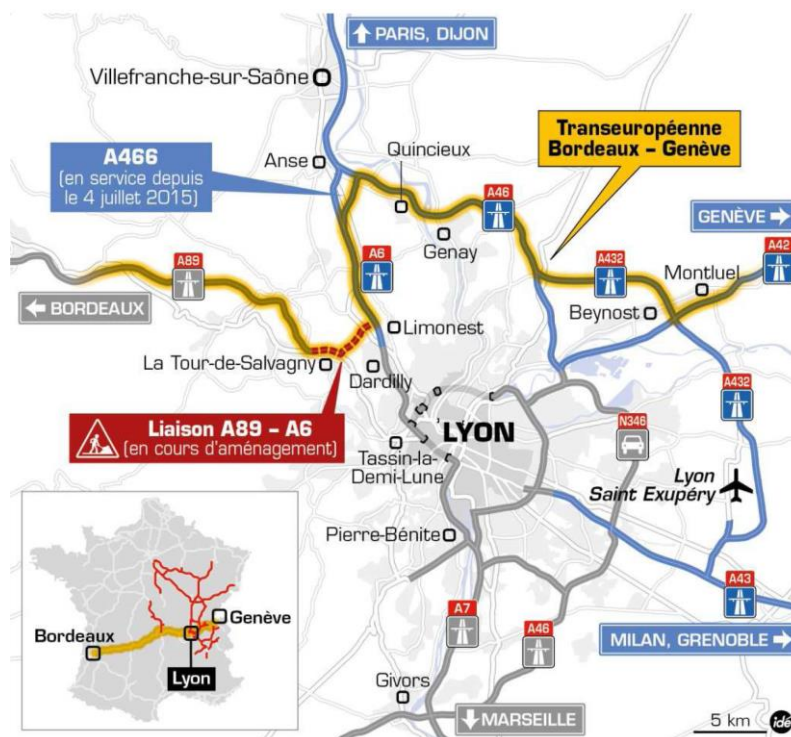 PARIS, DIJON
Villefranche-sur-Saône
A466
(en service depuis
le 4 juillet 2015)
Anse
Quincieux
Transeuropéenne
Bordeaux – Genève
A46
GENÈVE
A6
Genay
A89
A432
A42
Montluel
BORDEAUX
Limonest
Beynost
La Tour-de-Salvagny
Dardilly
A432
Liaison A89 – A6
(en cours d'aménagement)
LYON
N346
Tassin-la-
Demi-Lune
Lyon
Saint Exupéry
Pierre-Bénite
A43
A7
A46
MILAN, GRENOBLE
Givors
MARSEILLE
5 km
idé
Bordeaux
Genève
Lyon